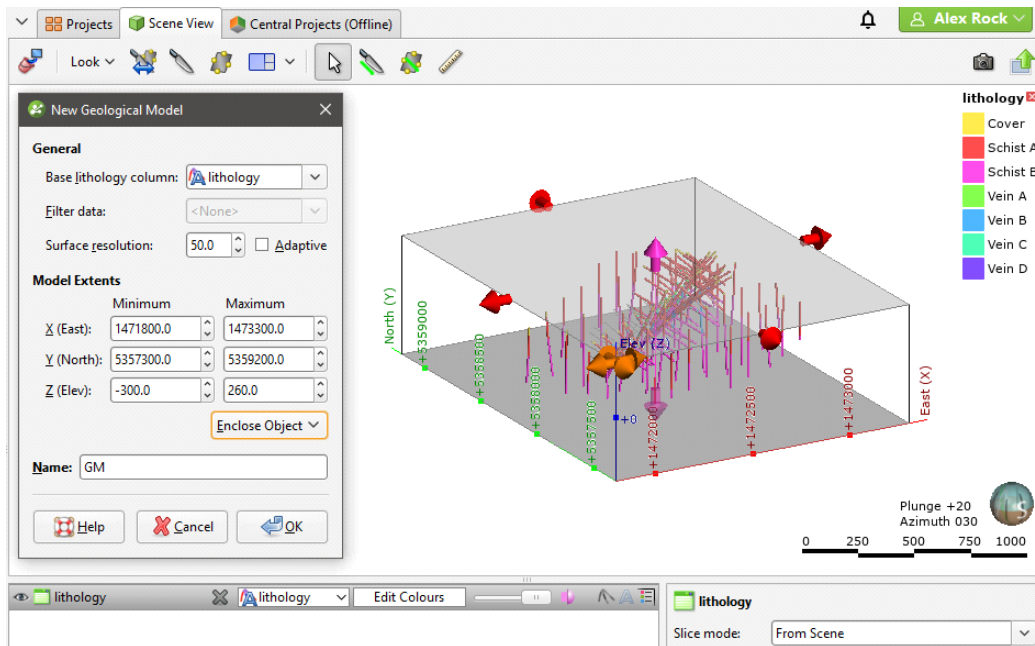 Projects
Scene View
Central Projects (Offline)
Alex Rock
Look
New Geological Model
General
Base lithology column:
lithology
Filter data:
<None>
Surface resolution:
50.0
Adaptive
Model Extents
Minimum
Maximum
X (East):
1471800.0
1473300.0
Y (North):
5357300.0
5359200.0
Z (Elev):
-300.0
260.0
Enclose Object
Name:
GM
Help
Cancel
OK
lithology
Cover
Schist A
Schist B
Vein A
Vein B
Vein C
Vein D
North (Y)
+5359000
+5358500
+5358000
+5357500
Elev (Z)
+0
+1472000
+1472500
+1473000
East (X)
Plunge +20
Azimuth 030
S
0 250 500 750 1000
lithology
lithology
Edit Colours
lithology
Slice mode:
From Scene